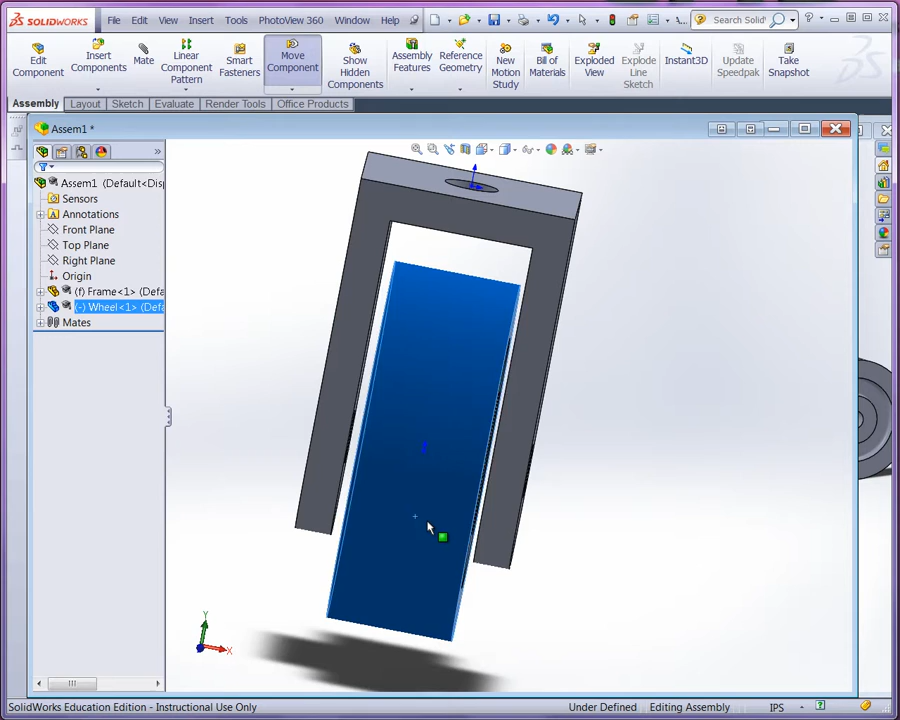 SOLIDWORKS File Edit View Insert Tools PhotoView 360 Window Help Search Solid
Edit Component
Insert Components
Mate
Linear Component Pattern
Smart Fasteners
Move Component
Show Hidden Components
Assembly Features
Reference Geometry
New Motion Study
Bill of Materials
Exploded View
Explode Line Sketch
Instant3D
Update Speedpak
Take Snapshot
Assembly Layout Sketch Evaluate Render Tools Office Products
Assem1 *
Assem1 (Default<Disp
Sensors
Annotations
Front Plane
Top Plane
Right Plane
Origin
(f) Frame<1> (Defa
(-) Wheel<1> (Defa
Mates
Y
X
SolidWorks Education Edition - Instructional Use Only Under Defined Editing Assembly IPS